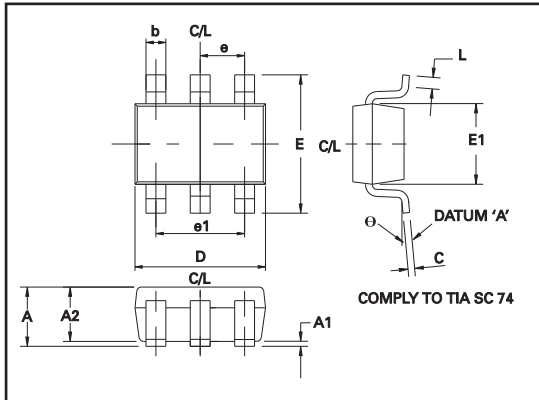 b
C/L
e
L
E
C/L
E1
Θ
DATUM 'A'
e1
D
C
C/L
COMPLY TO TIA SC 74
A
A2
A1